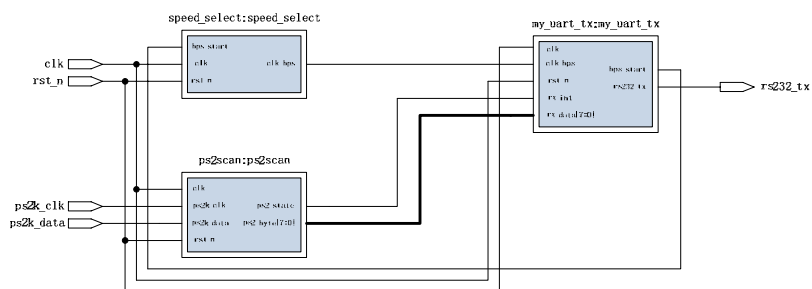 speed_select:speed_select
bps_start
clk
clk_bps
rst_n
clk
rst_n
my_uart_tx:my_uart_tx
clk
clk_bps
bps_start
rst_n
rs232_tx
rx_int
rx_data[7:0]
rs232_tx
ps2scan:ps2scan
clk
ps2k_clk
ps2_state
ps2k_data
ps2_byte[7:0]
rst_n
ps2k_clk
ps2k_data